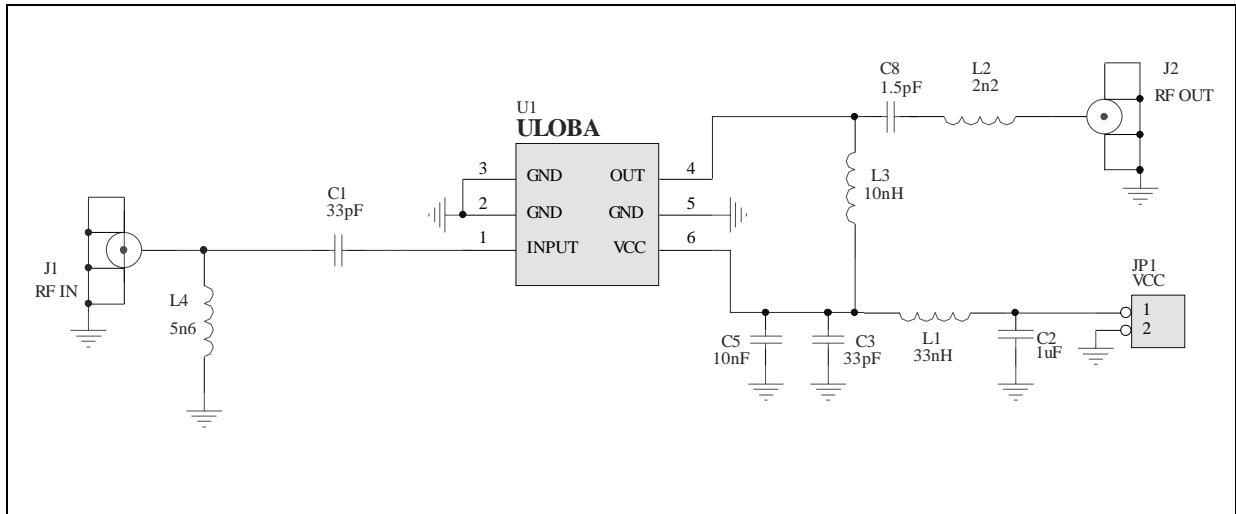 C8
1.5pF
L2
2n2
J2
RF OUT
U1
ULOBA
3
GND
OUT
4
2
GND
GND
5
1
INPUT
VCC
6
L3
10nH
C1
33pF
J1
RF IN
L4
5n6
JP1
VCC
1
2
C5
10nF
C3
33pF
L1
33nH
C2
1uF